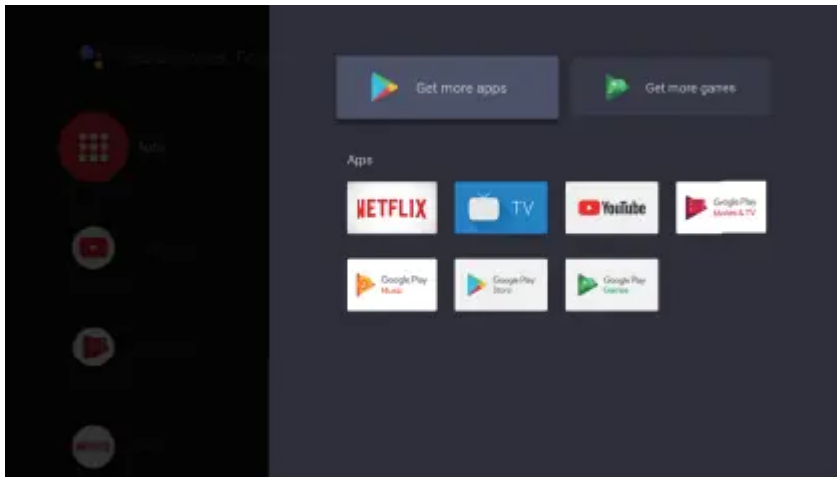 Get more apps
Get more games
Apps
Apps
NETFLIX
TV
YouTube
Google Play
Movies & TV
Google Play
Music
Google Play
Store
Google Play
Games